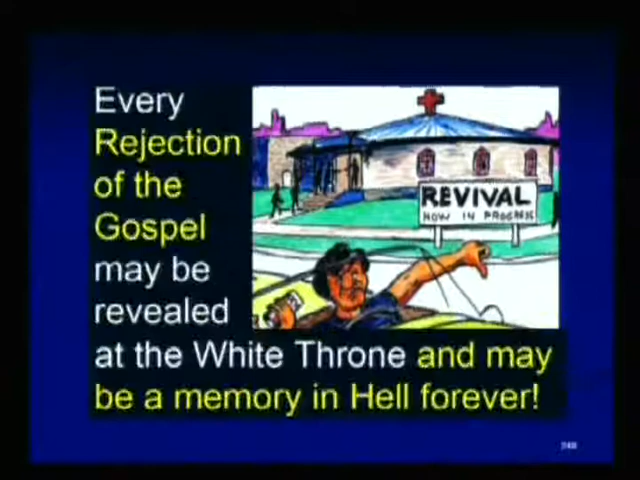 Every
Rejection
of the
Gospel
may be
revealed
at the White Throne and may
be a memory in Hell forever!
REVIVAL
NOW IN PROGRESS